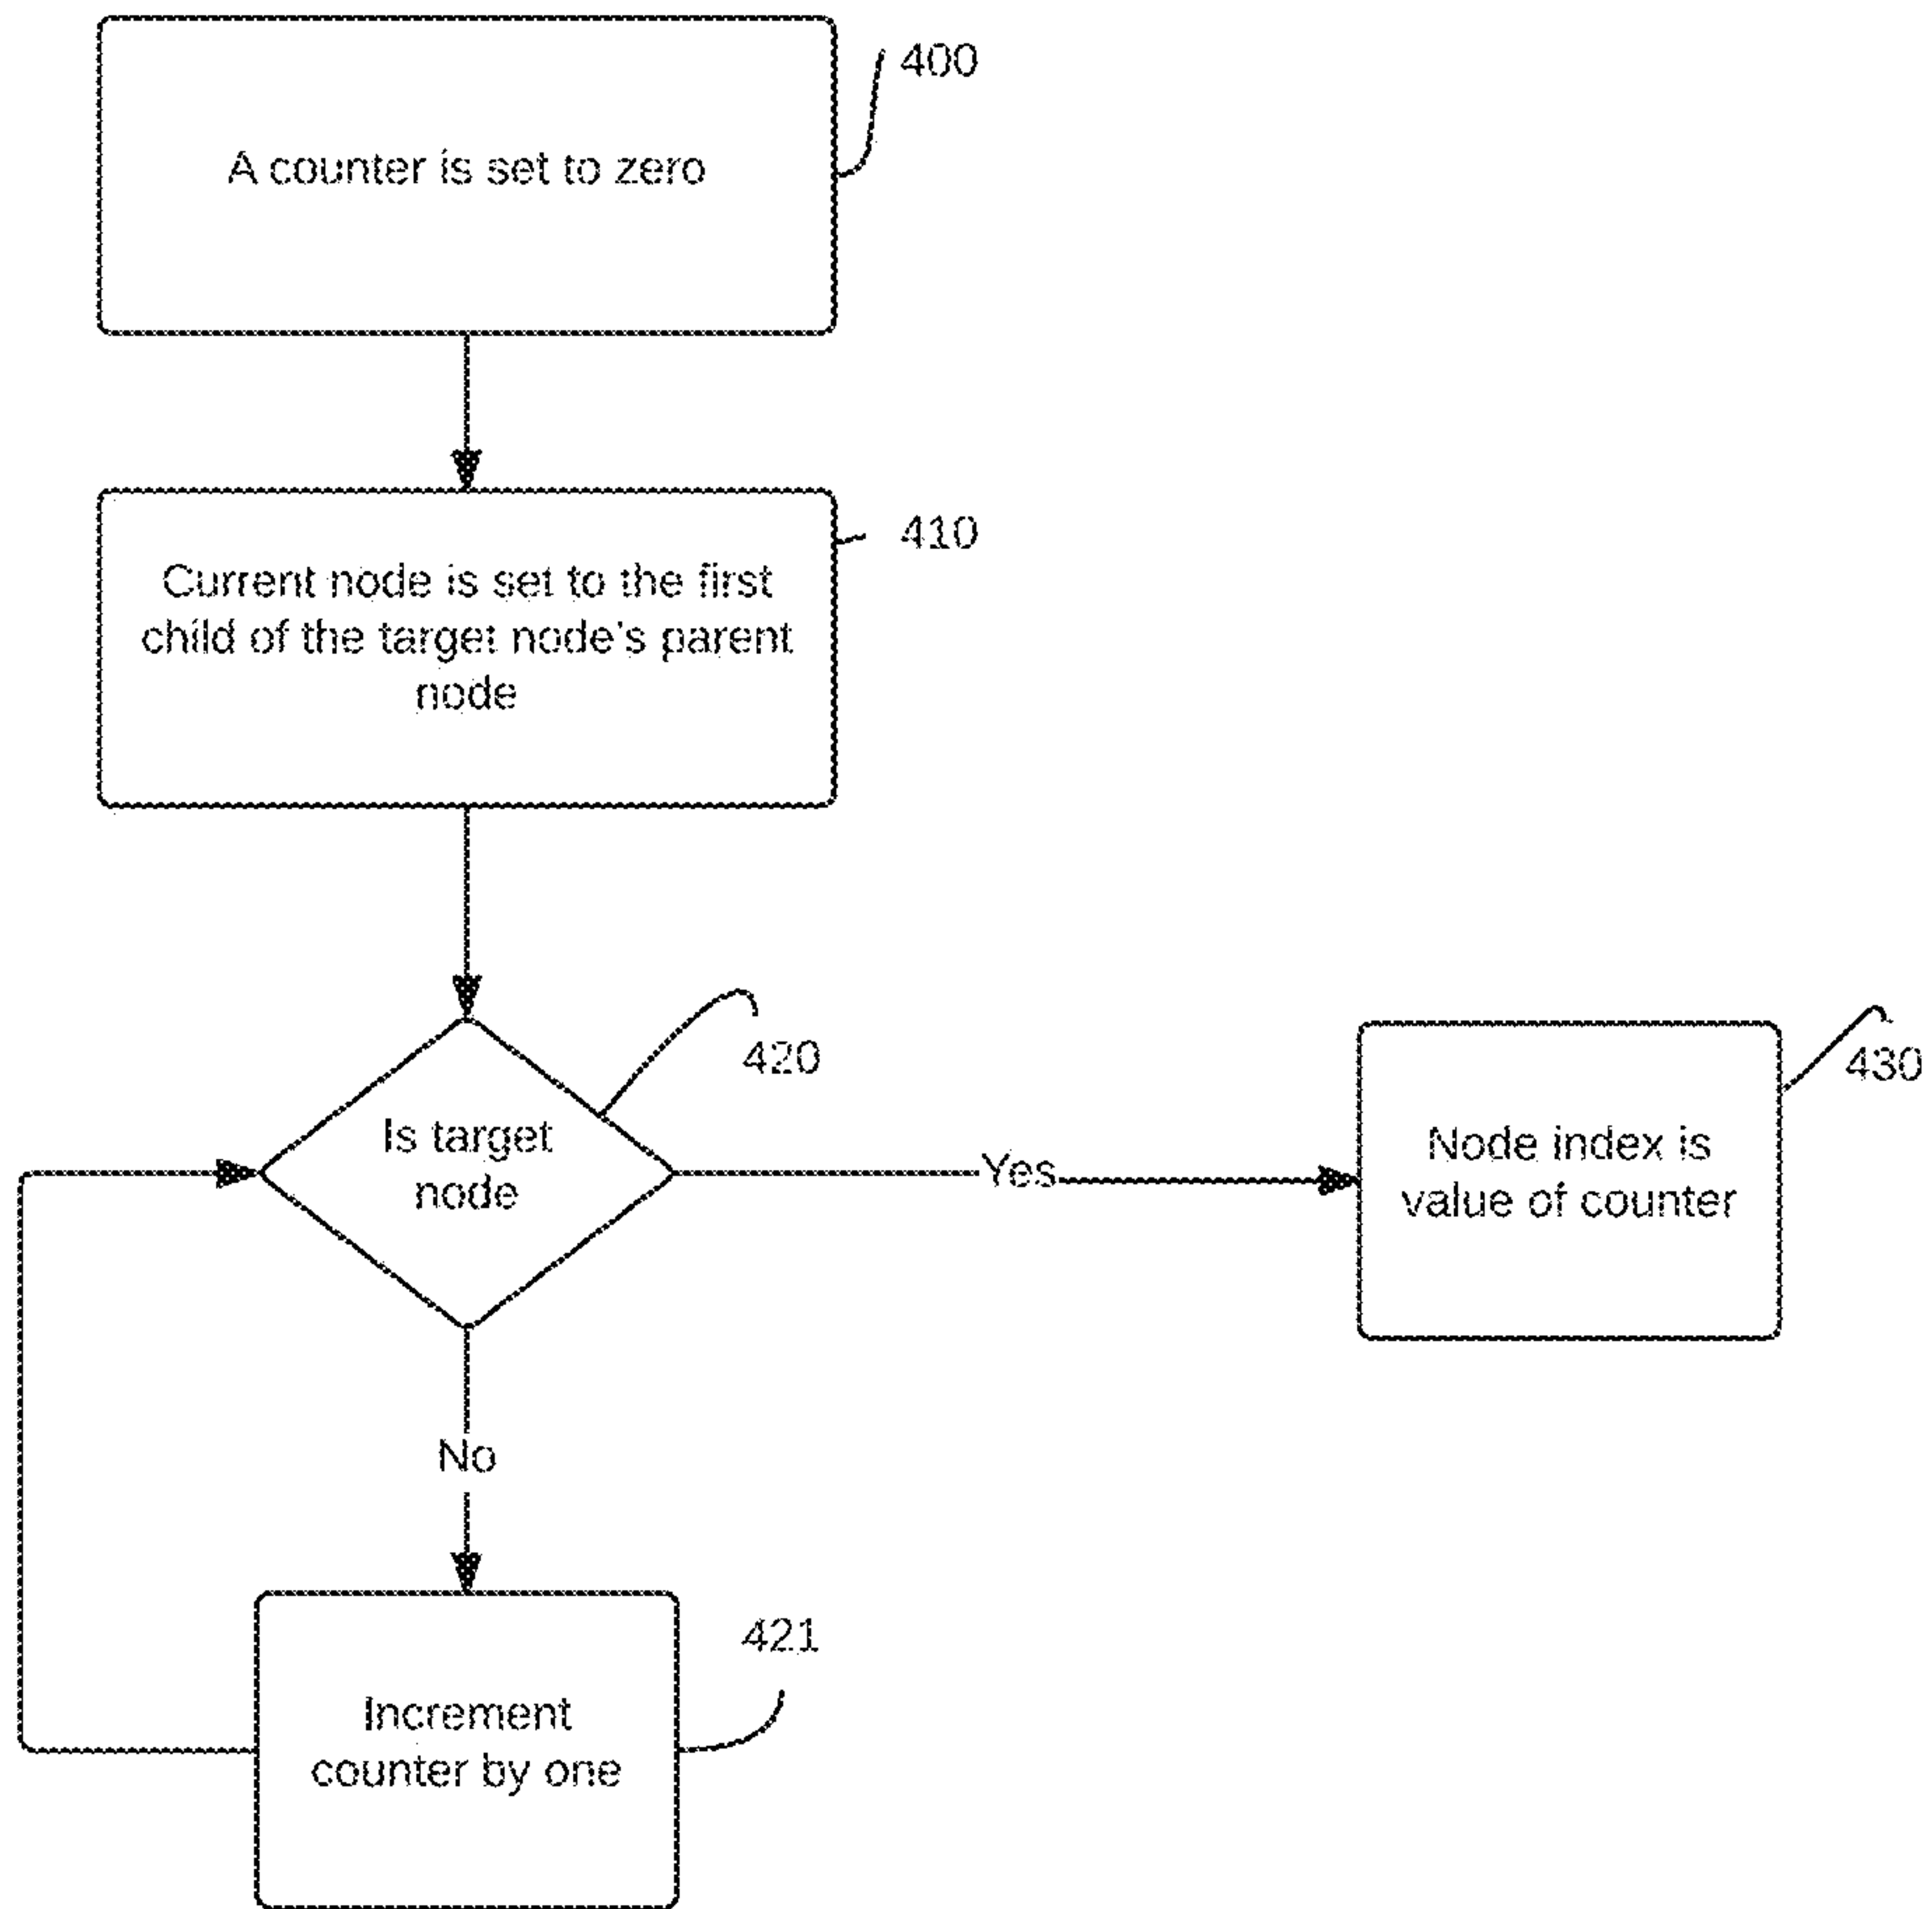 400
A counter is set to zero
410
Current node is set to the first
child of the target node's parent
node
420
Is target
node
Yes
430
Node index is
value of counter
No
421
Increment
counter by one